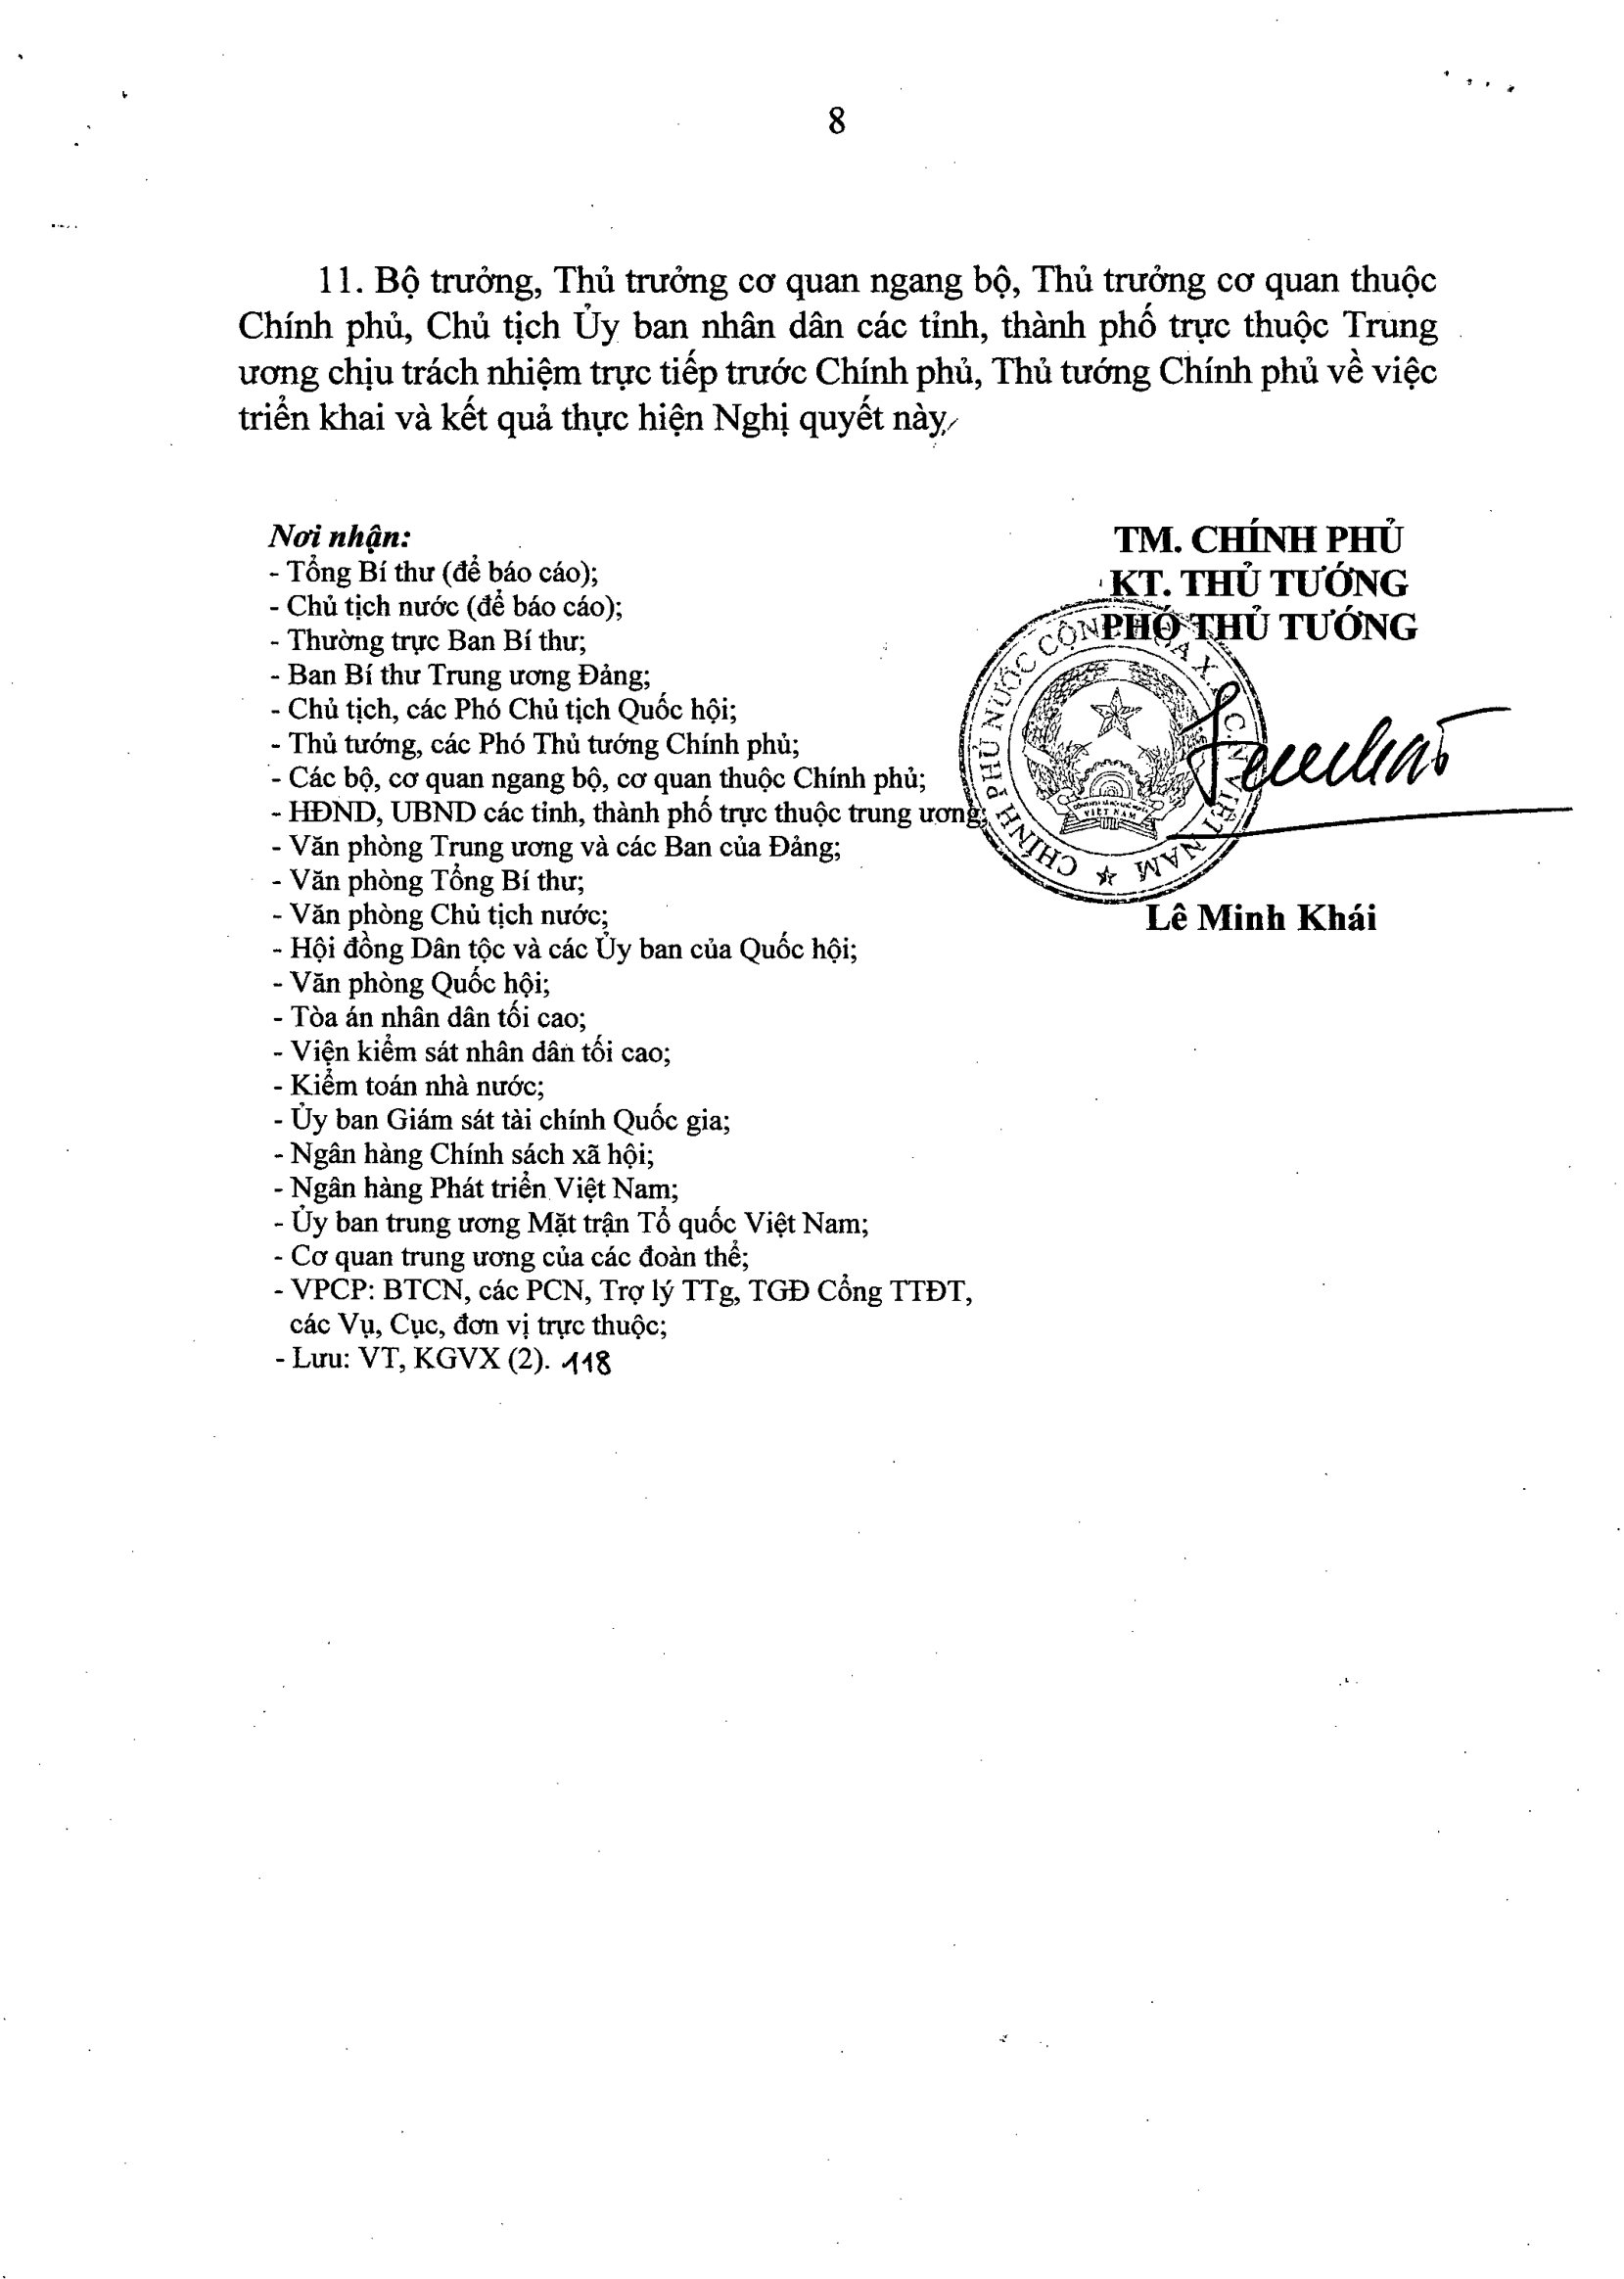 8
11. Bộ trưởng, Thủ trưởng cơ quan ngang bộ, Thủ trưởng cơ quan thuộc
Chính phủ, Chủ tịch Ủy ban nhân dân các tỉnh, thành phố trực thuộc Trung
ương chịu trách nhiệm trực tiếp trước Chính phủ, Thủ tướng Chính phủ về việc
triển khai và kết quả thực hiện Nghị quyết này.
Nơi nhận:
- Tổng Bí thư (để báo cáo);
- Chủ tịch nước (để báo cáo);
- Thường trực Ban Bí thư;
- Ban Bí thư Trung ương Đảng;
- Chủ tịch, các Phó Chủ tịch Quốc hội;
- Thủ tướng, các Phó Thủ tướng Chính phủ;
- Các bộ, cơ quan ngang bộ, cơ quan thuộc Chính phủ;
- HĐND, UBND các tỉnh, thành phố trực thuộc trung ương;
- Văn phòng Trung ương và các Ban của Đảng;
- Văn phòng Tổng Bí thư;
- Văn phòng Chủ tịch nước;
- Hội đồng Dân tộc và các Ủy ban của Quốc hội;
- Văn phòng Quốc hội;
- Tòa án nhân dân tối cao;
- Viện kiểm sát nhân dân tối cao;
- Kiểm toán nhà nước;
- Ủy ban Giám sát tài chính Quốc gia;
- Ngân hàng Chính sách xã hội;
- Ngân hàng Phát triển Việt Nam;
- Ủy ban trung ương Mặt trận Tổ quốc Việt Nam;
- Cơ quan trung ương của các đoàn thể;
- VPCP: BTCN, các PCN, Trợ lý TTg, TGĐ Cổng TTĐT,
các Vụ, Cục, đơn vị trực thuộc;
- Lưu: VT, KGVX (2). 118
TM. CHÍNH PHỦ
KT. THỦ TƯỚNG
PHÓ THỦ TƯỚNG
CHÍNH PHỦ NƯỚC CỘNG HÒA X.H.C.N VIỆT NAM
VIỆT NAM
Lê Minh Khái